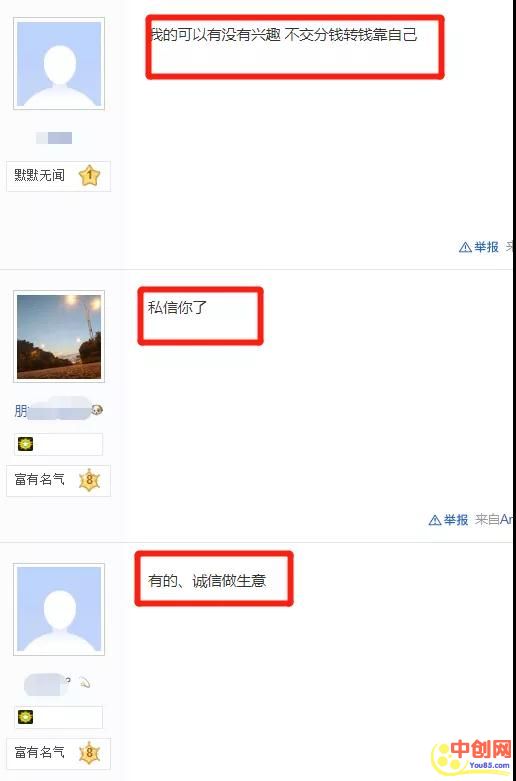 我的可以有没有兴趣 不交分钱转钱靠自己
默默无闻 1
举报
私信你了
朋
富有名气 8
举报 来自An
有的、诚信做生意
富有名气 8
中创网
You85.com